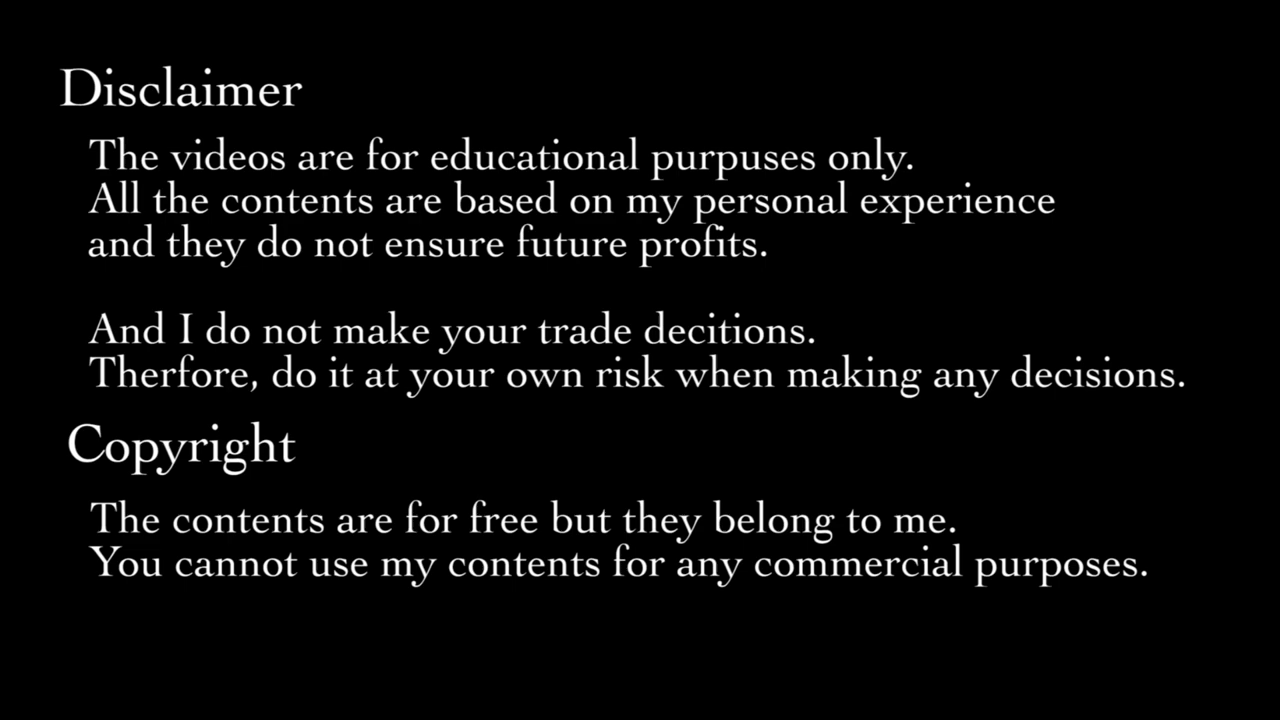 Disclaimer
The videos are for educational purpuses only.
All the contents are based on my personal experience
and they do not ensure future profits.
And I do not make your trade decitions.
Therfore, do it at your own risk when making any decisions.
Copyright
The contents are for free but they belong to me.
You cannot use my contents for any commercial purposes.